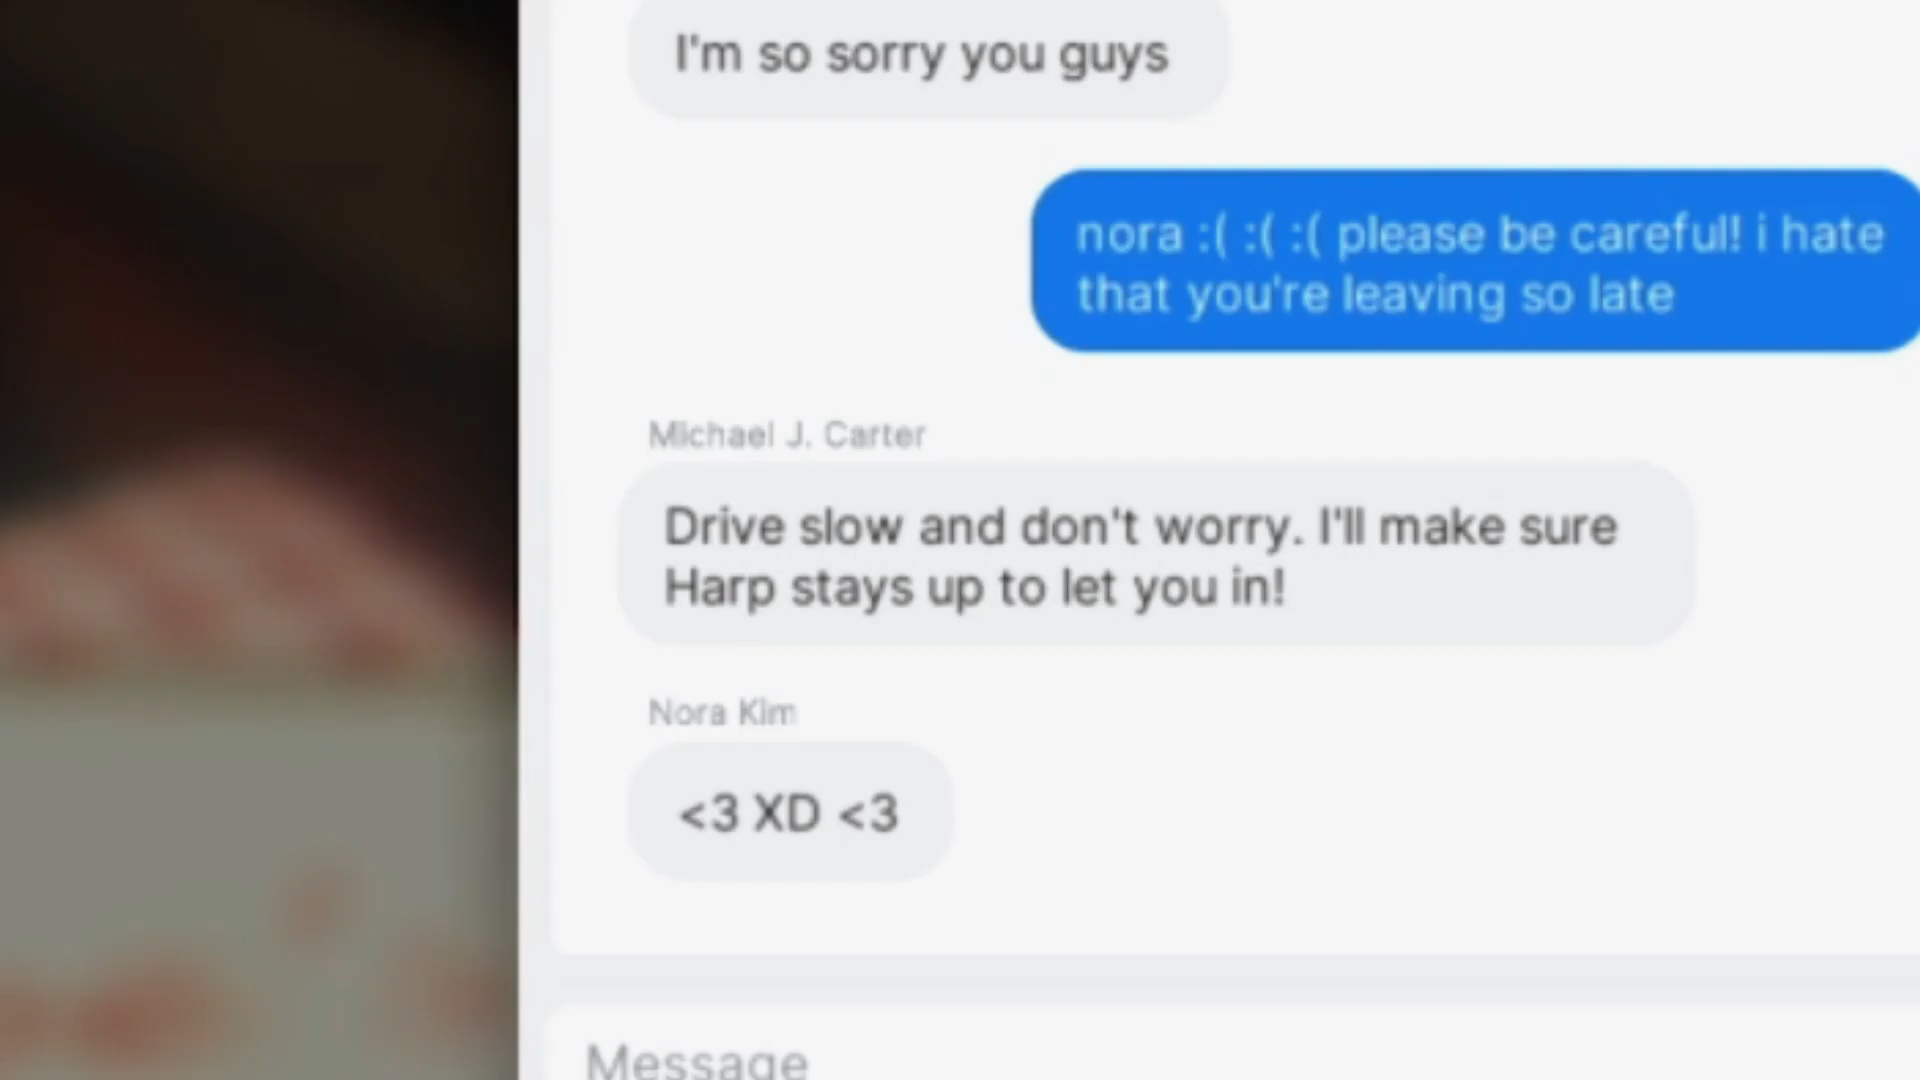 I'm so sorry you guys
nora :( :( :( please be careful! i hate
that you're leaving so late
Michael J. Carter
Drive slow and don't worry. I'll make sure
Harp stays up to let you in!
Nora Kim
<3 XD <3
Message